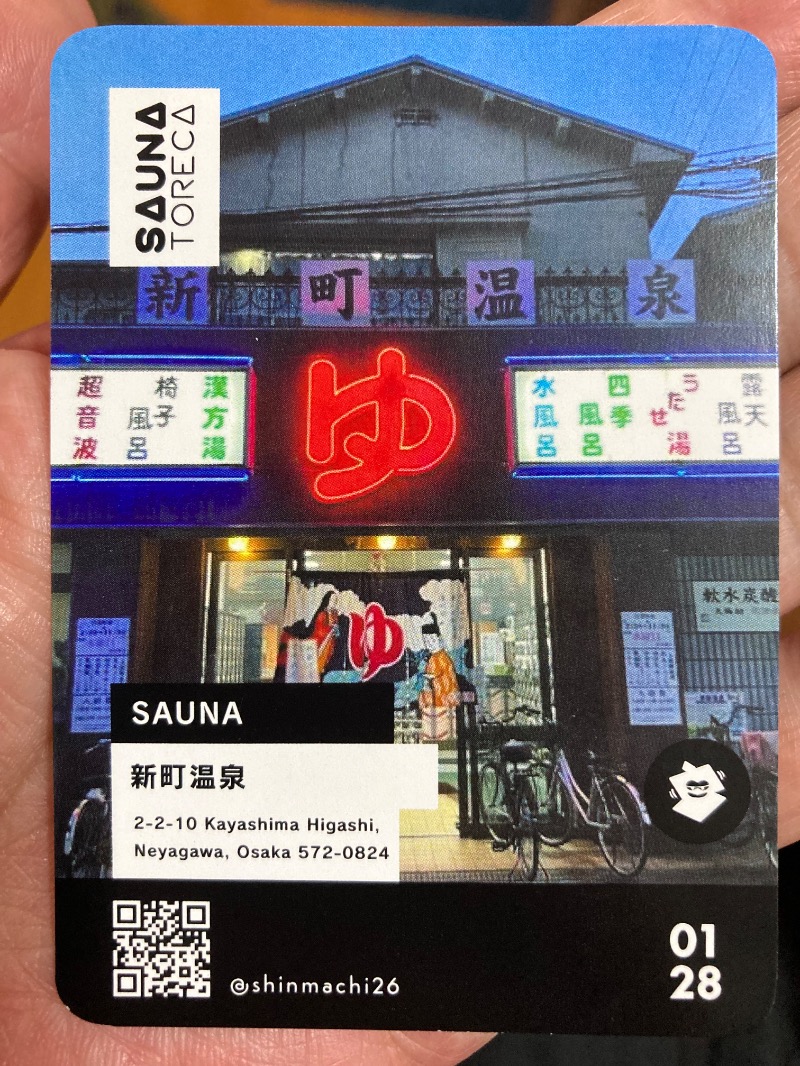 SAUNA
TORECA
新町温泉
超音波
椅子風呂
漢方湯
ゆ
水風呂
四季風呂
うたせ湯
露天風呂
ゆ
軟水炭酸
SAUNA
新町温泉
2-2-10 Kayashima Higashi,
Neyagawa, Osaka 572-0824
@shinmachi26
01
28